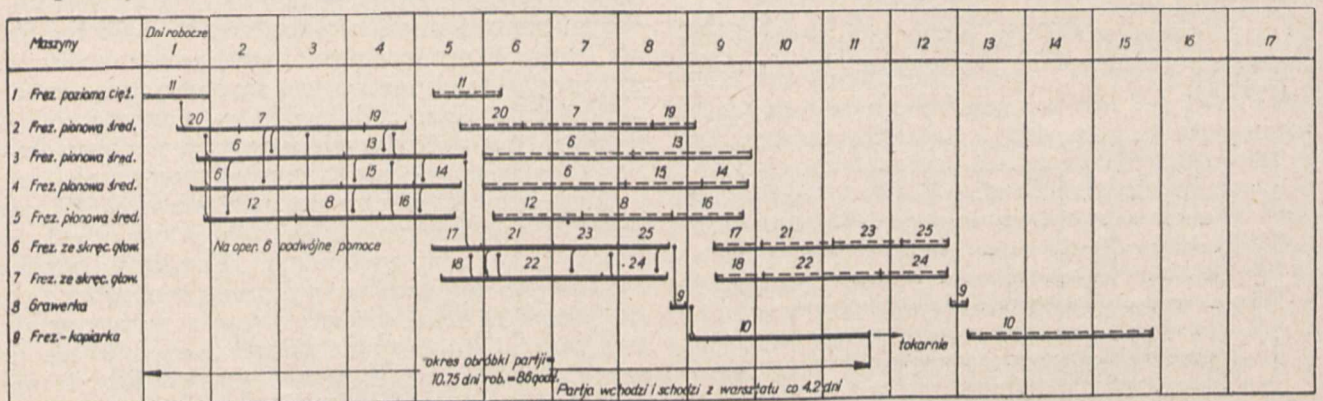 Maszyny Dni robocze 1 2 3 4 5 6 7 8 9 10 11 12 13 14 15 16 17
1 Frez. pozioma cięż. 11 11
2 Frez. pionowa śred. 20 7 19 20 7 19
3 Frez. pionowa śred. 6 13 6 13
4 Frez. pionowa śred. 6 15 14 6 15 14
5 Frez. pionowa śred. 12 8 16 12 8 16
6 Frez. ze skręc. głow. Na oper. 6 podwójne pomoce 17 21 23 25 17 21 23 25
7 Frez. ze skręc. głow. 18 22 24 18 22 24
8 Grawerka 9 9
9 Frez.-kopiarka 10 tokarnie 10
okres obróbki partji=
10.75 dni rob.=86 godz.
Partja wchodzi i schodzi z warsztatu co 4.2 dni